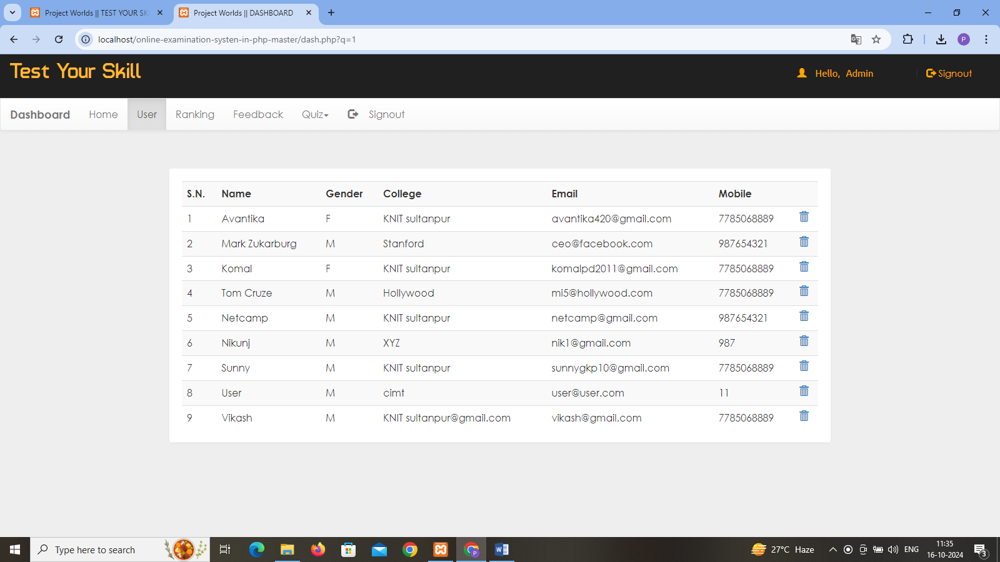 Project Worlds || TEST YOUR SK
Project Worlds || DASHBOARD
localhost/online-examination-systen-in-php-master/dash.php?q=1
P
Test Your Skill
Hello, Admin
Signout
Dashboard Home User Ranking Feedback Quiz Signout
S.N. Name Gender College Email Mobile
1 Avantika F KNIT sultanpur avantika420@gmail.com 7785068889
2 Mark Zukarburg M Stanford ceo@facebook.com 987654321
3 Komal F KNIT sultanpur komalpd2011@gmail.com 7785068889
4 Tom Cruze M Hollywood mi5@hollywood.com 7785068889
5 Netcamp M KNIT sultanpur netcamp@gmail.com 987654321
6 Nikunj M XYZ nik1@gmail.com 987
7 Sunny M KNIT sultanpur sunnygkp10@gmail.com 7785068889
8 User M cimt user@user.com 11
9 Vikash M KNIT sultanpur@gmail.com vikash@gmail.com 7785068889
Type here to search
P
27°C Haze
ENG
11:35
16-10-2024
3